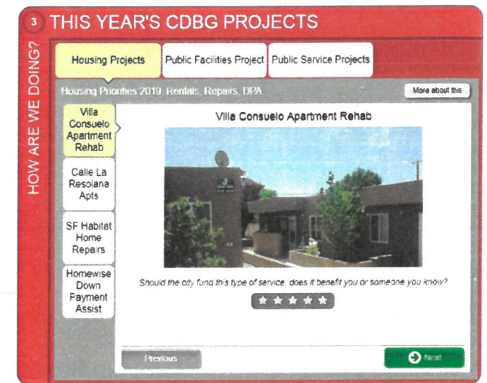 3 THIS YEAR'S CDBG PROJECTS
HOW ARE WE DOING?
Housing Projects
Public Facilities Project
Public Service Projects
Housing Priorities 2019: Rentals, Repairs, DPA
More about this
Villa
Consuelo
Apartment
Rehab
Calle La
Resolana
Apts
SF Habitat
Home
Repairs
Homewise
Down
Payment
Assist
Villa Consuelo Apartment Rehab
Should the city fund this type of service, does it benefit you or someone you know?
Previous
Next